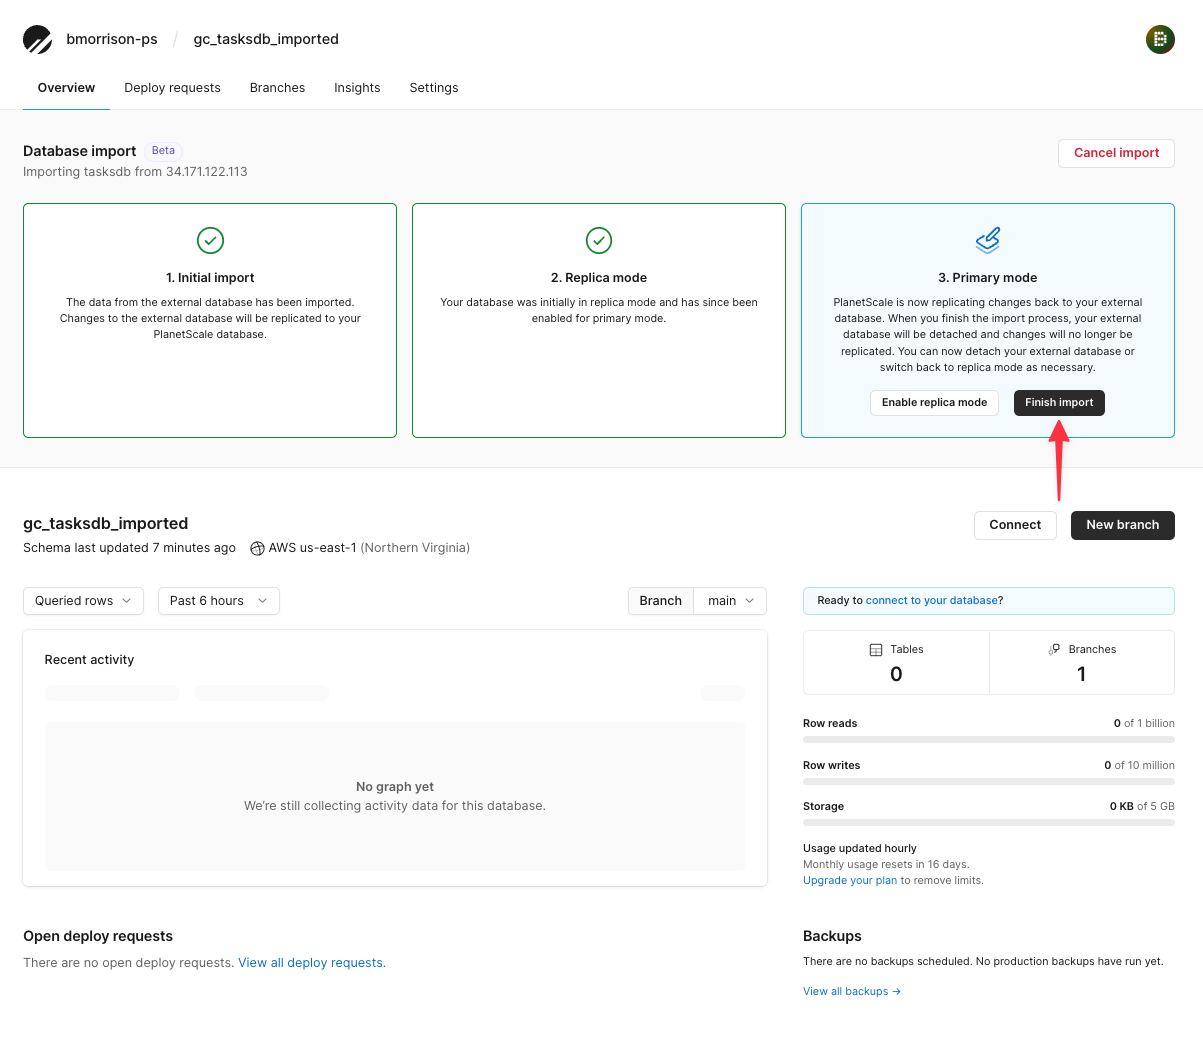 bmorrison-ps / gc_tasksdb_imported
Overview Deploy requests Branches Insights Settings
Database import Beta
Importing tasksdb from 34.171.122.113
Cancel import
1. Initial import
The data from the external database has been imported.
Changes to the external database will be replicated to your
PlanetScale database.
2. Replica mode
Your database was initially in replica mode and has since been
enabled for primary mode.
3. Primary mode
PlanetScale is now replicating changes back to your external
database. When you finish the import process, your external
database will be detached and changes will no longer be
replicated. You can now detach your external database or
switch back to replica mode as necessary.
Enable replica mode Finish import
gc_tasksdb_imported
Schema last updated 7 minutes ago AWS us-east-1 (Northern Virginia)
Connect New branch
Queried rows Past 6 hours Branch main
Recent activity
No graph yet
We're still collecting activity data for this database.
Ready to connect to your database?
Tables
0
Branches
1
Row reads 0 of 1 billion
Row writes 0 of 10 million
Storage 0 KB of 5 GB
Usage updated hourly
Monthly usage resets in 16 days.
Upgrade your plan to remove limits.
Open deploy requests
There are no open deploy requests. View all deploy requests.
Backups
There are no backups scheduled. No production backups have run yet.
View all backups →